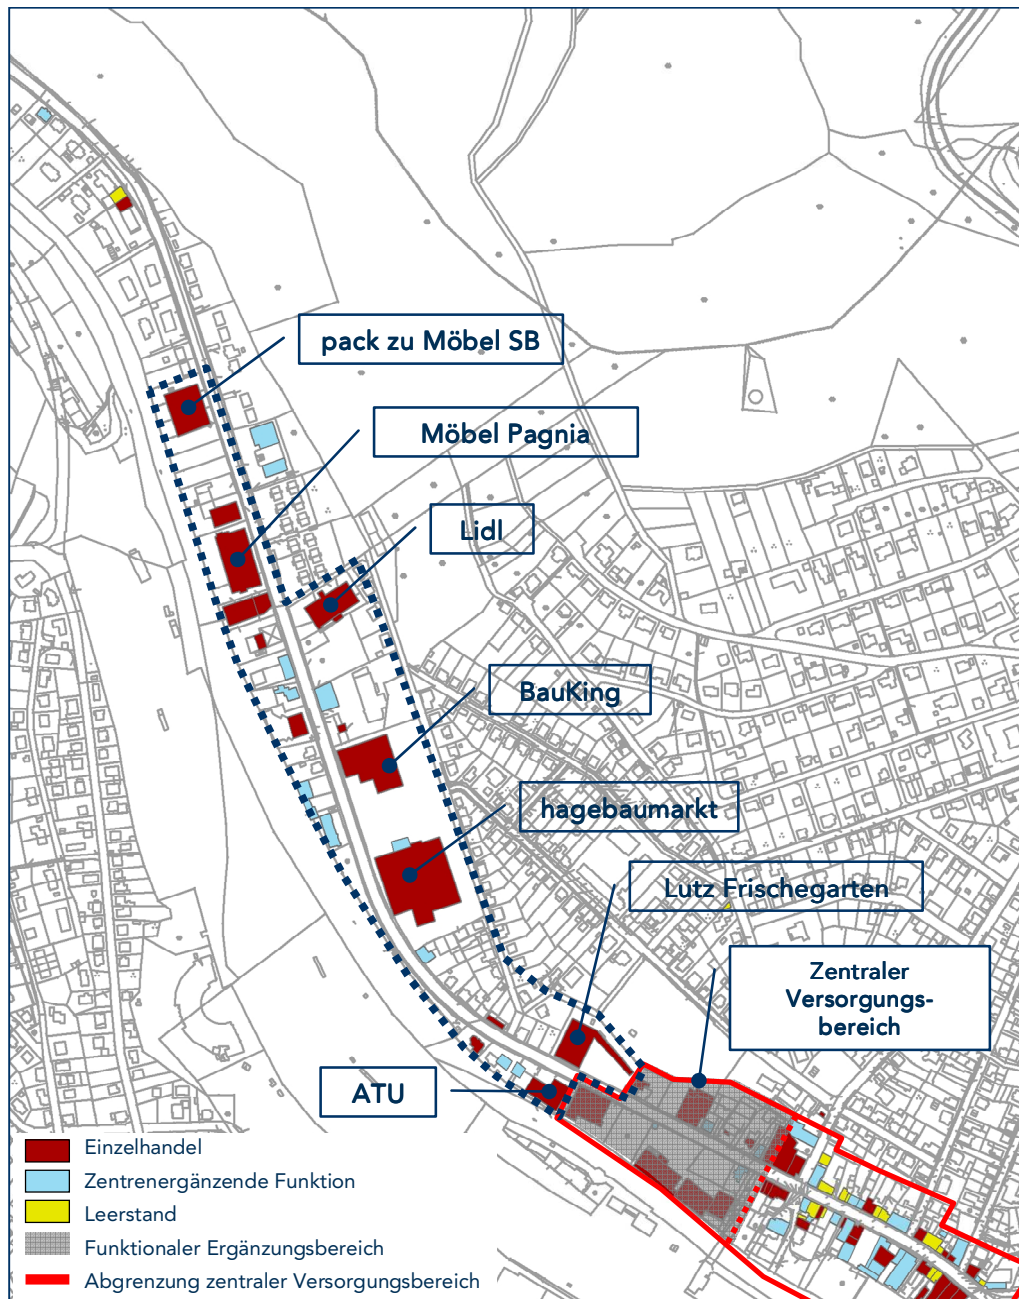 pack zu Möbel SB
Möbel Pagnia
Lidl
BauKing
hagebaumarkt
Lutz Frischegarten
Zentraler
Versorgungs-
bereich
ATU
Einzelhandel
Zentrenergänzende Funktion
Leerstand
Funktionaler Ergänzungsbereich
Abgrenzung zentraler Versorgungsbereich